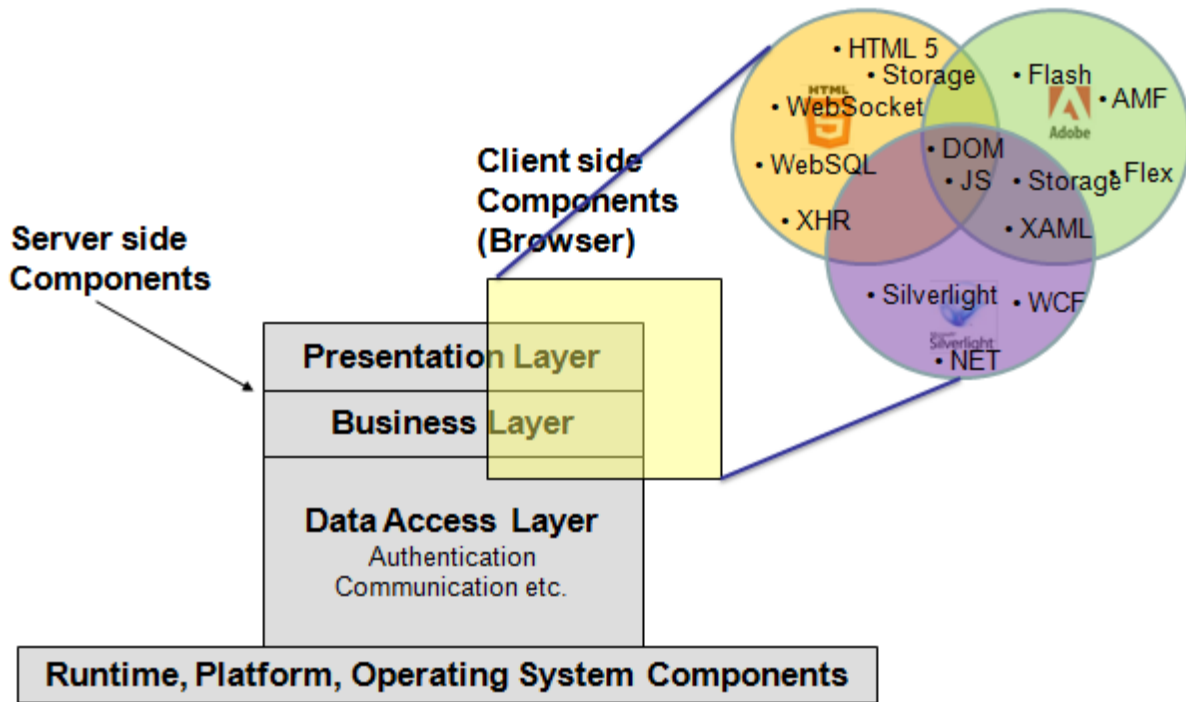 • HTML 5
• Storage
HTML
• WebSocket
• WebSQL
• XHR
• Flash
• AMF
Adobe
• Flex
• DOM
• JS
• Storage
• XAML
• Silverlight
• WCF
Microsoft
Silverlight
• NET
Client side
Components
(Browser)
Server side
Components
Presentation Layer
Business Layer
Data Access Layer
Authentication
Communication etc.
Runtime, Platform, Operating System Components